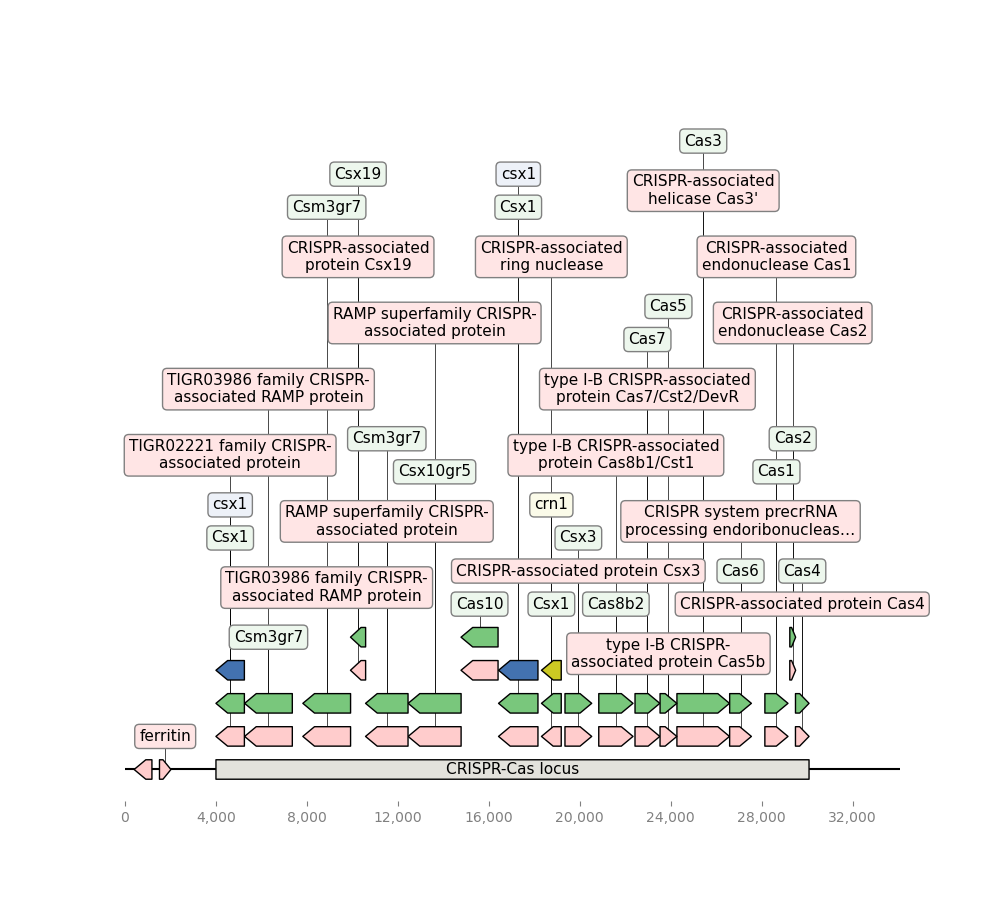 Cas3
Csx19
csx1
CRISPR-associated
helicase Cas3'
Csm3gr7
Csx1
CRISPR-associated
protein Csx19
CRISPR-associated
ring nuclease
CRISPR-associated
endonuclease Cas1
Cas5
RAMP superfamily CRISPR-
associated protein
CRISPR-associated
endonuclease Cas2
Cas7
TIGR03986 family CRISPR-
associated RAMP protein
type I-B CRISPR-associated
protein Cas7/Cst2/DevR
TIGR02221 family CRISPR-
associated protein
Csm3gr7
type I-B CRISPR-associated
protein Cas8b1/Cst1
Cas2
Csx10gr5
Cas1
csx1
crn1
RAMP superfamily CRISPR-
associated protein
CRISPR system precrRNA
processing endoribonucleas...
Csx1
Csx3
TIGR03986 family CRISPR-
associated RAMP protein
CRISPR-associated protein Csx3
Cas6
Cas4
Cas10
Csx1
Cas8b2
CRISPR-associated protein Cas4
Csm3gr7
type I-B CRISPR-
associated protein Cas5b
ferritin
CRISPR-Cas locus
0
4,000
8,000
12,000
16,000
20,000
24,000
28,000
32,000